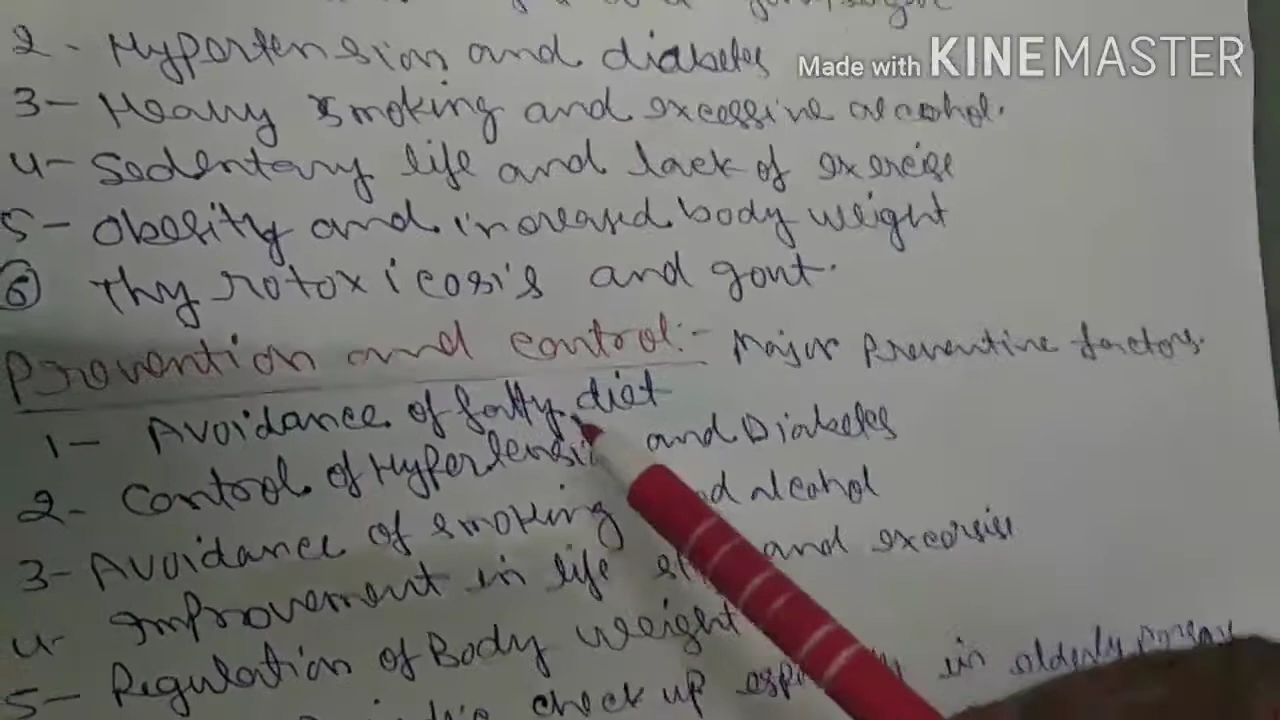 2 - Hypertension and diabetes
Made with KINEMASTER
3 - Heavy smoking and excessive alcohol.
4 - Sedentary life and lack of exercise
5 - Obesity and increased body weight
6 Thyrotoxicosis and gout.
Prevention and control :- Major Preventive factors.
1 - Avoidance of fatty diet
2 - Control of Hypertensi and Diabetes
3 - Avoidance of smoking nd alcohol
4 - Improvement in life and excersise
5 - Regulation of Body weight
check up in elderly